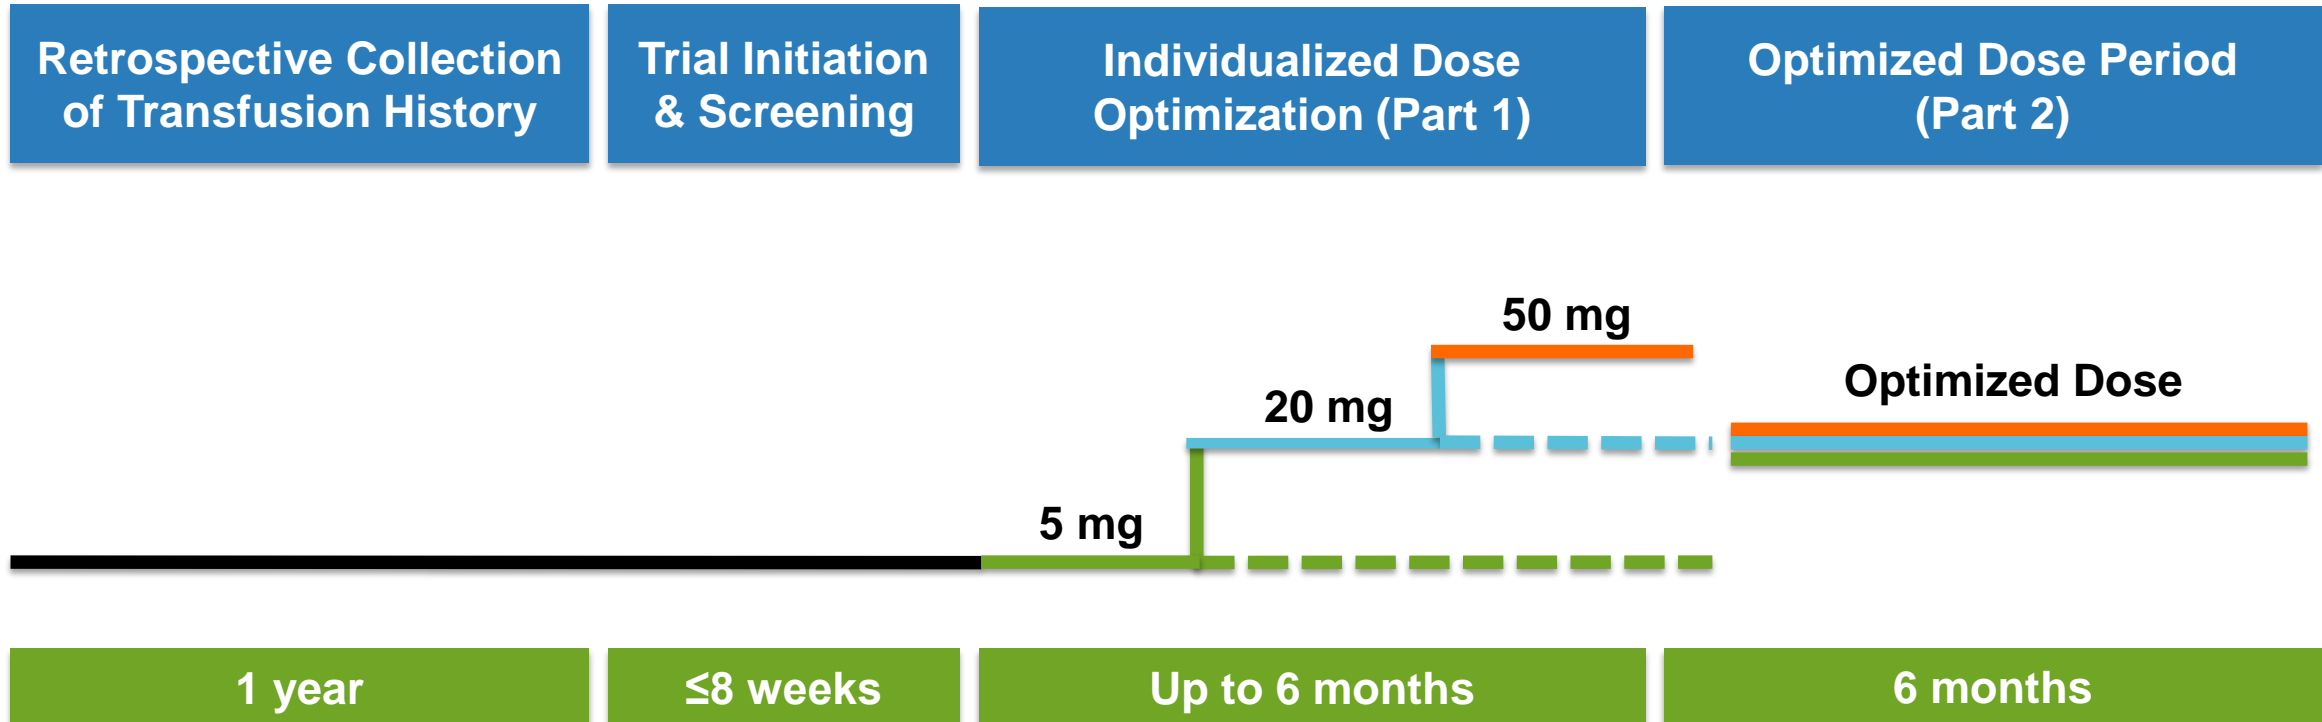 Retrospective Collection
of Transfusion History
Trial Initiation
& Screening
Individualized Dose
Optimization (Part 1)
Optimized Dose Period
(Part 2)
50 mg
20 mg
5 mg
Optimized Dose
1 year
≤8 weeks
Up to 6 months
6 months